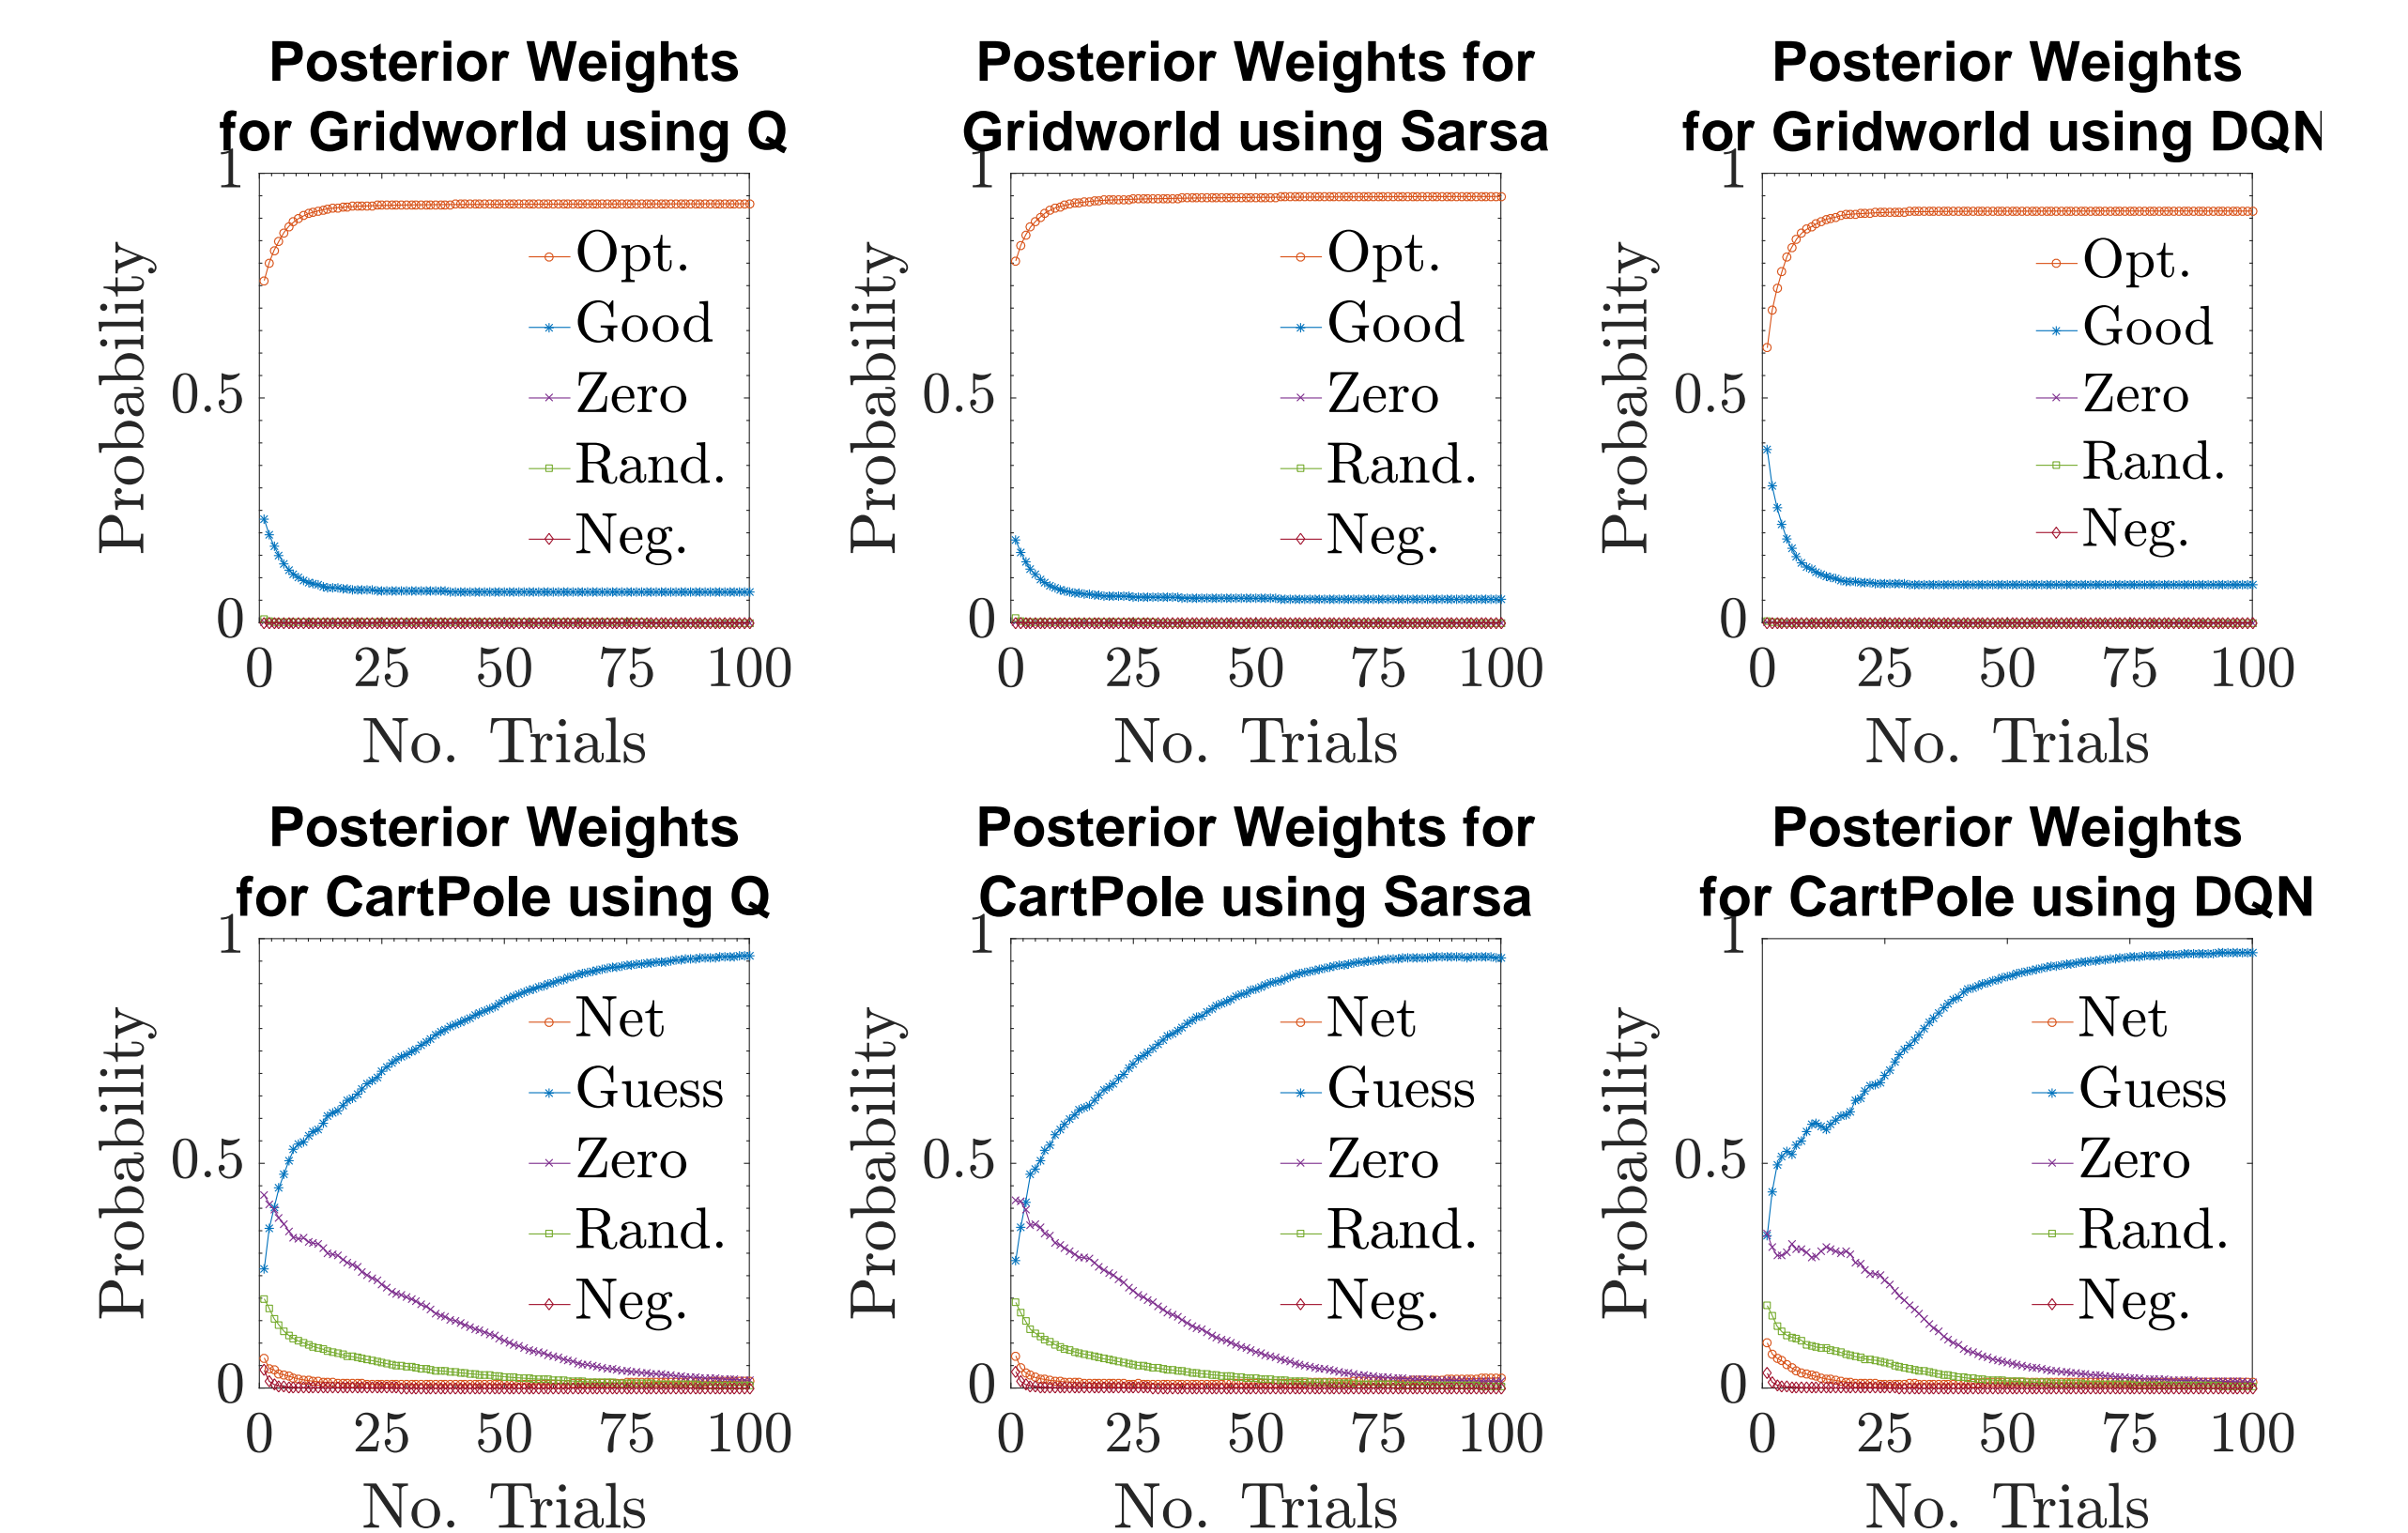 Posterior Weights
for Gridworld using Q
1
0.5
0
Probability
Opt.
Good
Zero
Rand.
Neg.
0 25 50 75 100
No. Trials
Posterior Weights for
Gridworld using Sarsa
1
0.5
0
Probability
Opt.
Good
Zero
Rand.
Neg.
0 25 50 75 100
No. Trials
Posterior Weights
for Gridworld using DQN
1
0.5
0
Probability
Opt.
Good
Zero
Rand.
Neg.
0 25 50 75 100
No. Trials
Posterior Weights
for CartPole using Q
1
0.5
0
Probability
Net
Guess
Zero
Rand.
Neg.
0 25 50 75 100
No. Trials
Posterior Weights for
CartPole using Sarsa
1
0.5
0
Probability
Net
Guess
Zero
Rand.
Neg.
0 25 50 75 100
No. Trials
Posterior Weights
for CartPole using DQN
1
0.5
0
Probability
Net
Guess
Zero
Rand.
Neg.
0 25 50 75 100
No. Trials